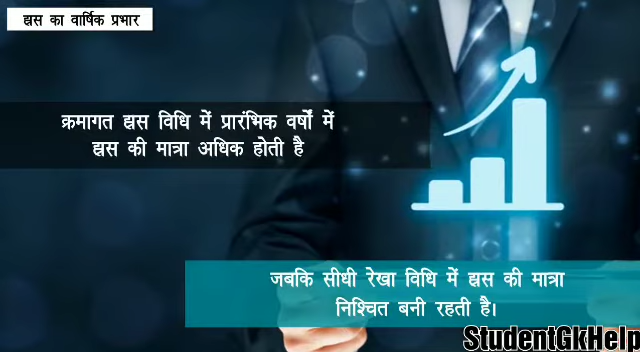 ह्रास का वार्षिक प्रभार
क्रमागत ह्रास विधि में प्रारंभिक वर्षों में
ह्रास की मात्रा अधिक होती है
जबकि सीधी रेखा विधि में ह्रास की मात्रा
निश्चित बनी रहती है।
StudentGkHelp